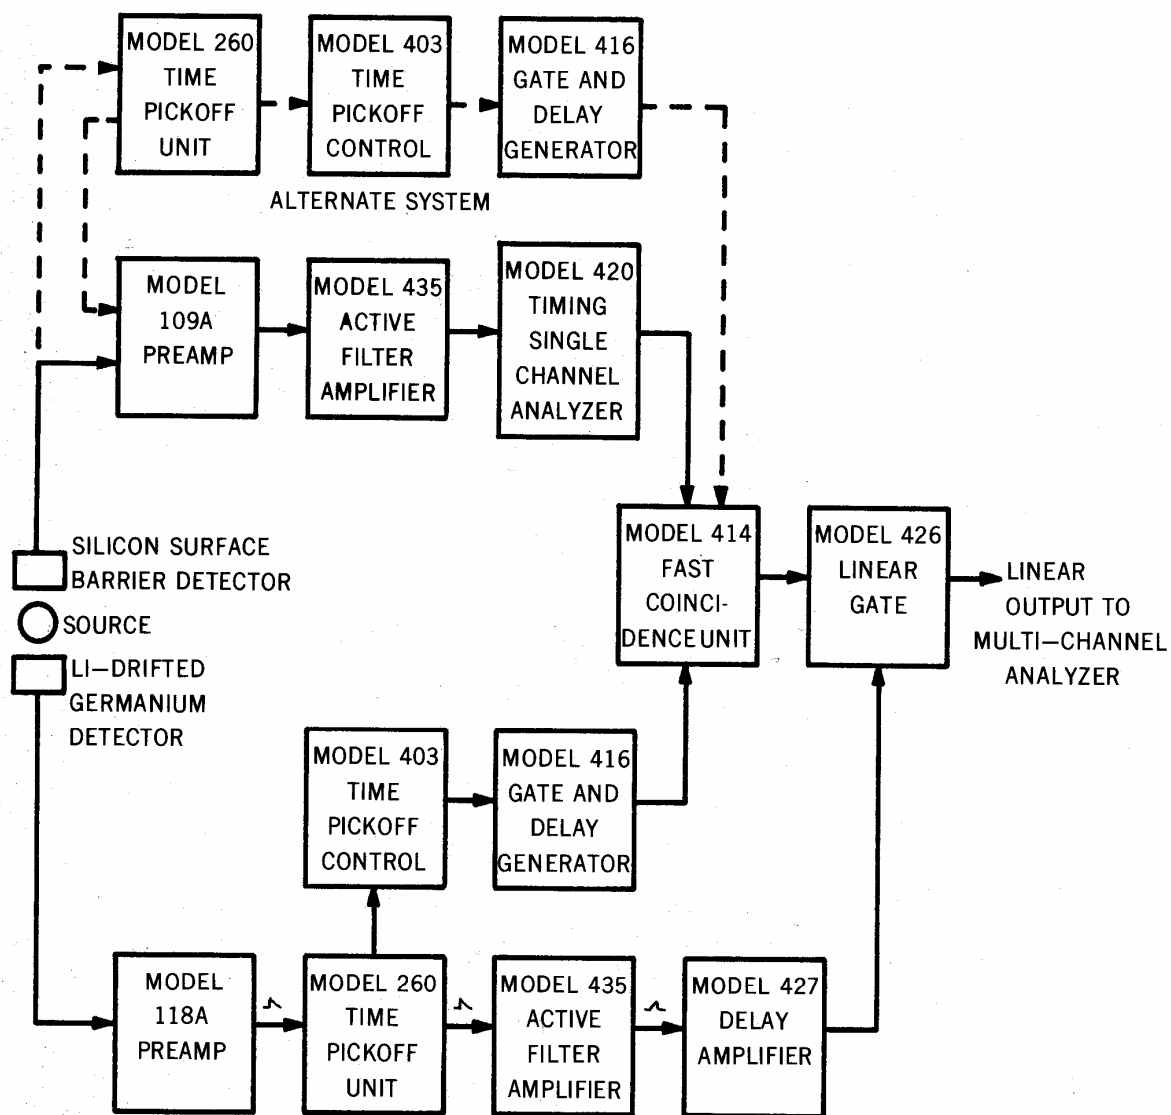 MODEL 260
TIME
PICKOFF
UNIT
MODEL 403
TIME
PICKOFF
CONTROL
MODEL 416
GATE AND
DELAY
GENERATOR
ALTERNATE SYSTEM
MODEL
109A
PREAMP
MODEL 435
ACTIVE
FILTER
AMPLIFIER
MODEL 420
TIMING
SINGLE
CHANNEL
ANALYZER
SILICON SURFACE
BARRIER DETECTOR
SOURCE
LI-DRIFTED
GERMANIUM
DETECTOR
MODEL 414
FAST
COINCI-
DENCE UNIT
MODEL 426
LINEAR
GATE
LINEAR
OUTPUT TO
MULTI-CHANNEL
ANALYZER
MODEL 403
TIME
PICKOFF
CONTROL
MODEL 416
GATE AND
DELAY
GENERATOR
MODEL
118A
PREAMP
MODEL 260
TIME
PICKOFF
UNIT
MODEL 435
ACTIVE
FILTER
AMPLIFIER
MODEL 427
DELAY
AMPLIFIER